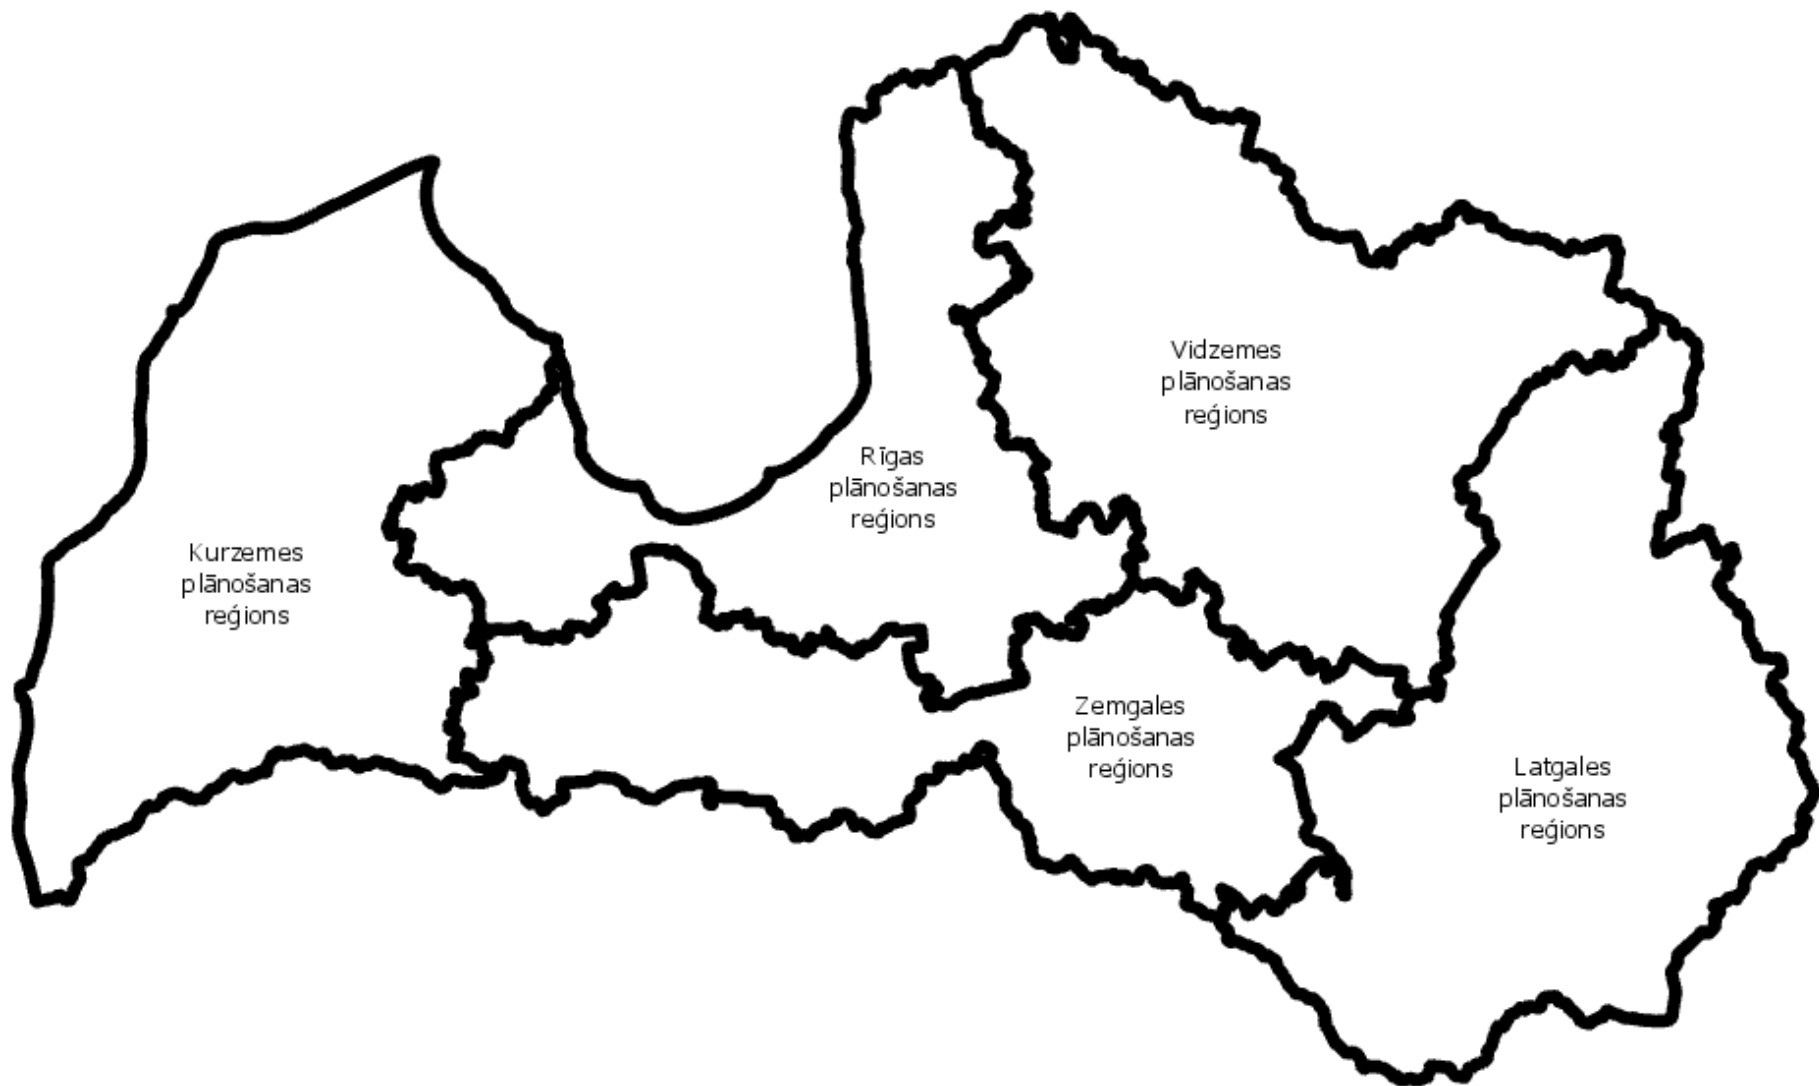 Vidzemes
plānošanas
reģions
Rīgas
plānošanas
reģions
Kurzemes
plānošanas
reģions
Zemgales
plānošanas
reģions
Latgales
plānošanas
reģions